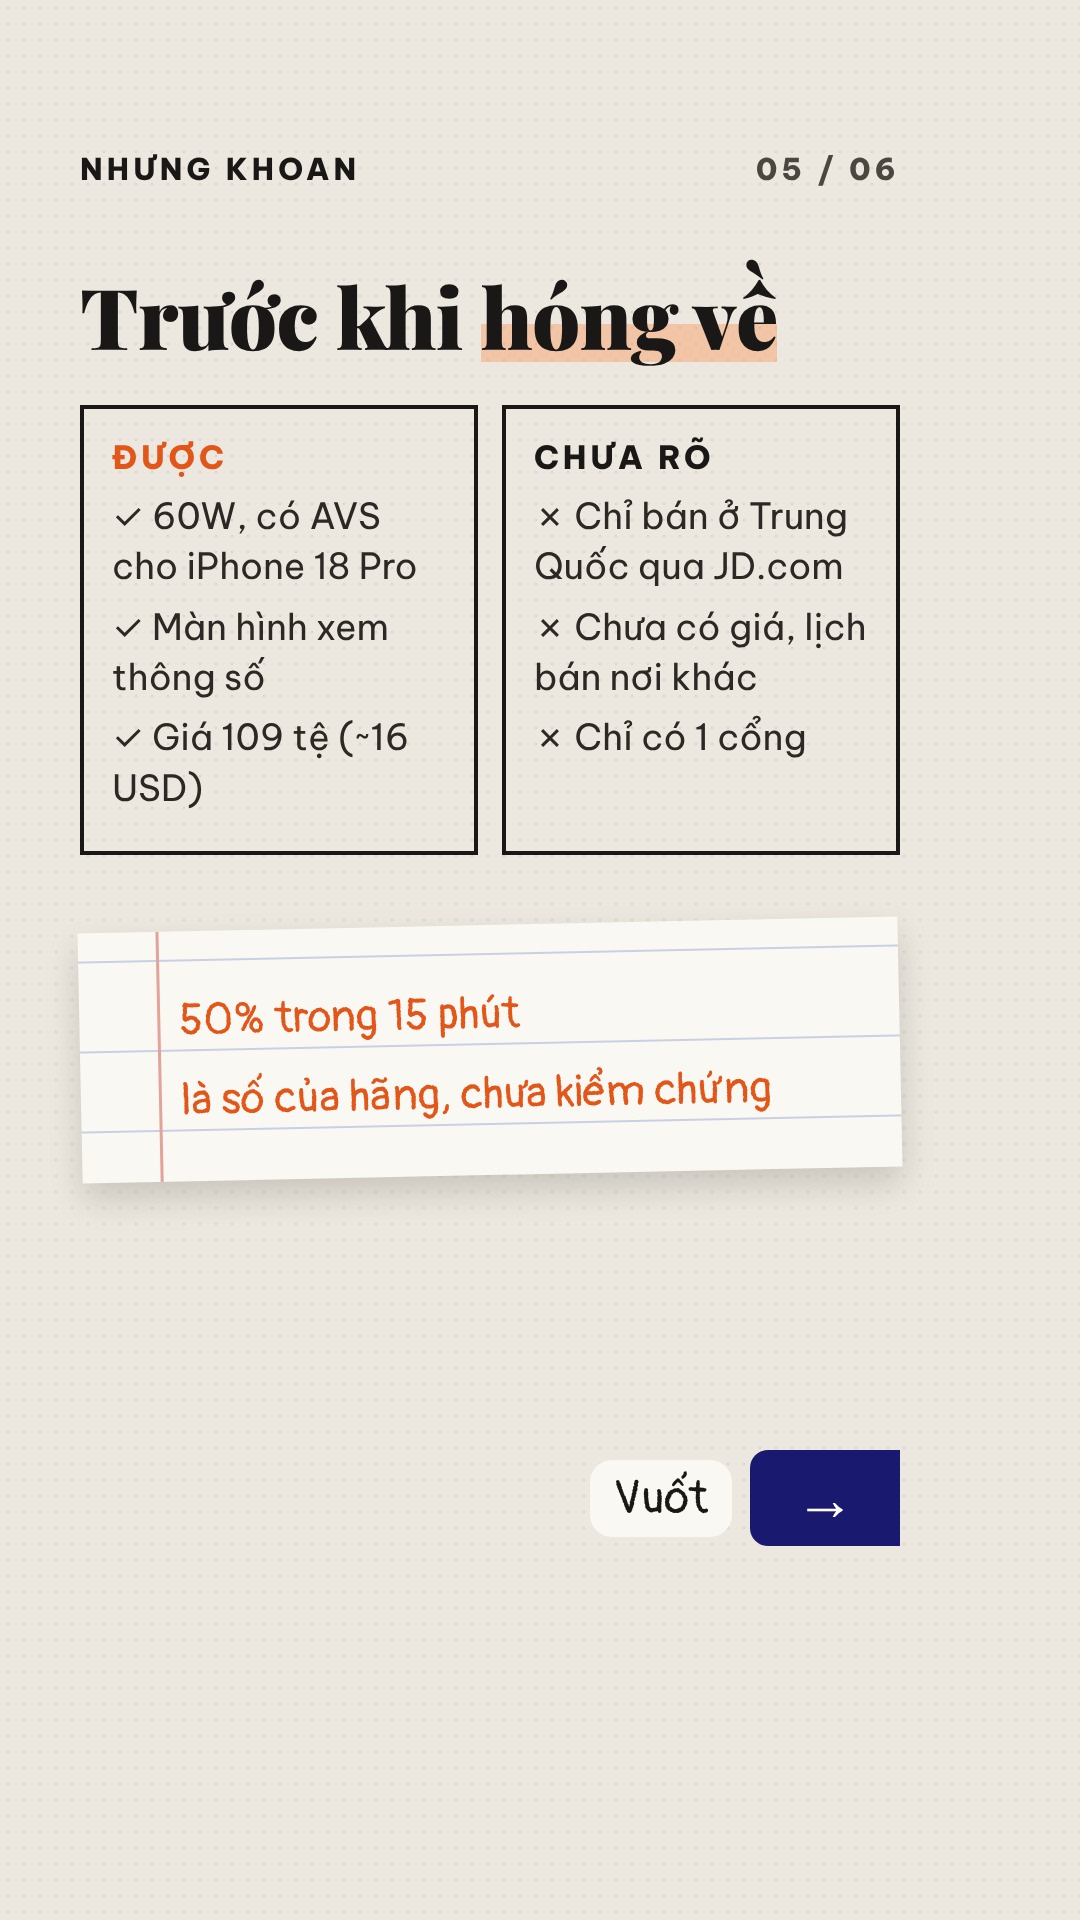 NHƯNG KHOAN
05 / 06
Trước khi hóng về
ĐƯỢC
✓ 60W, có AVS
cho iPhone 18 Pro
✓ Màn hình xem
thông số
✓ Giá 109 tệ (~16
USD)
CHƯA RÕ
✕ Chỉ bán ở Trung
Quốc qua JD.com
✕ Chưa có giá, lịch
bán nơi khác
✕ Chỉ có 1 cổng
50% trong 15 phút
là số của hãng, chưa kiểm chứng
Vuốt →